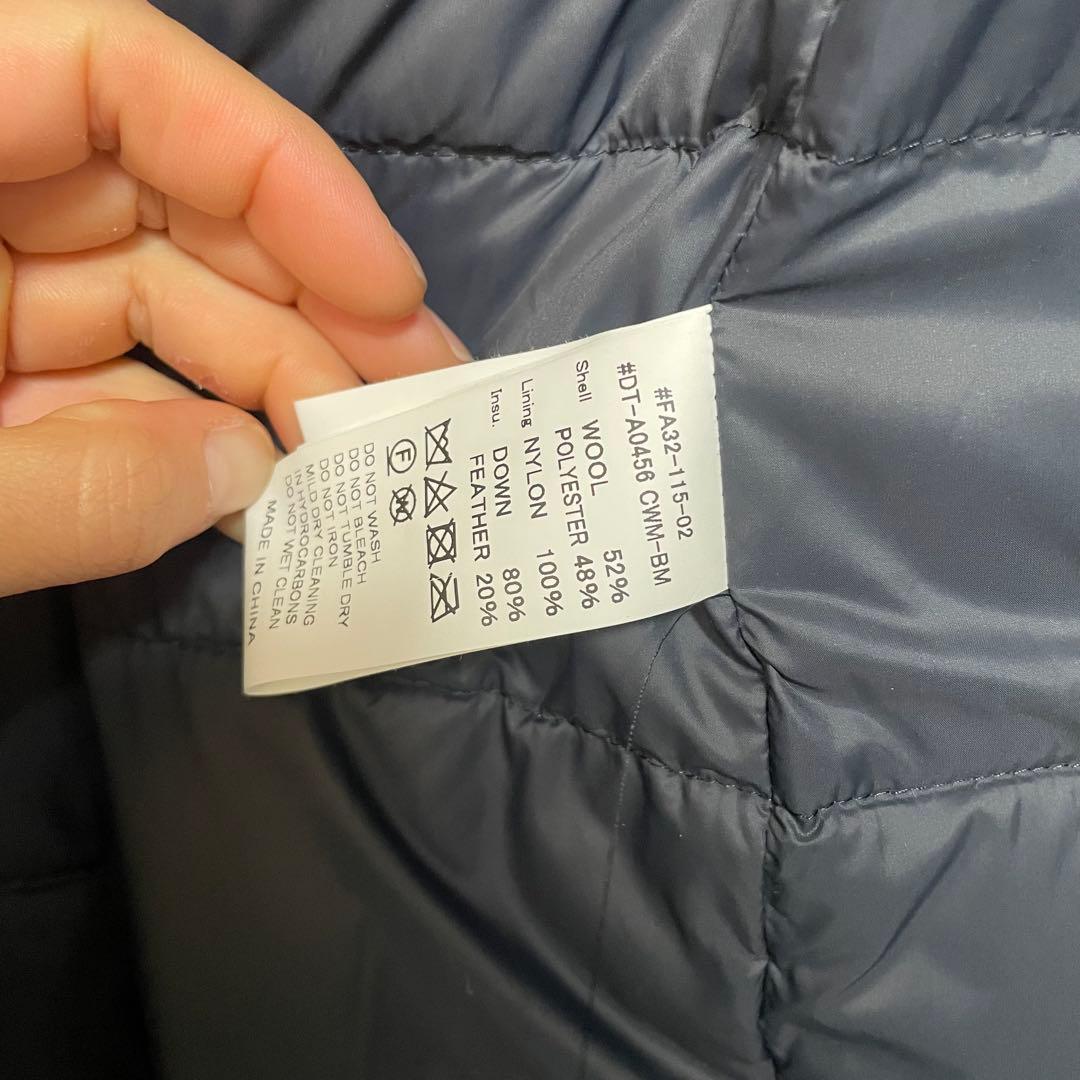 #FA32-115-02
#DT-A0456 CWM-BM
Shell WOOL 52%
POLYESTER 48%
Lining NYLON 100%
Insu. DOWN 80%
FEATHER 20%
F
W
DO NOT WASH
DO NOT BLEACH
DO NOT TUMBLE DRY
DO NOT IRON
MILD DRY CLEANING
IN HYDROCARBONS
DO NOT WET CLEAN
MADE IN CHINA